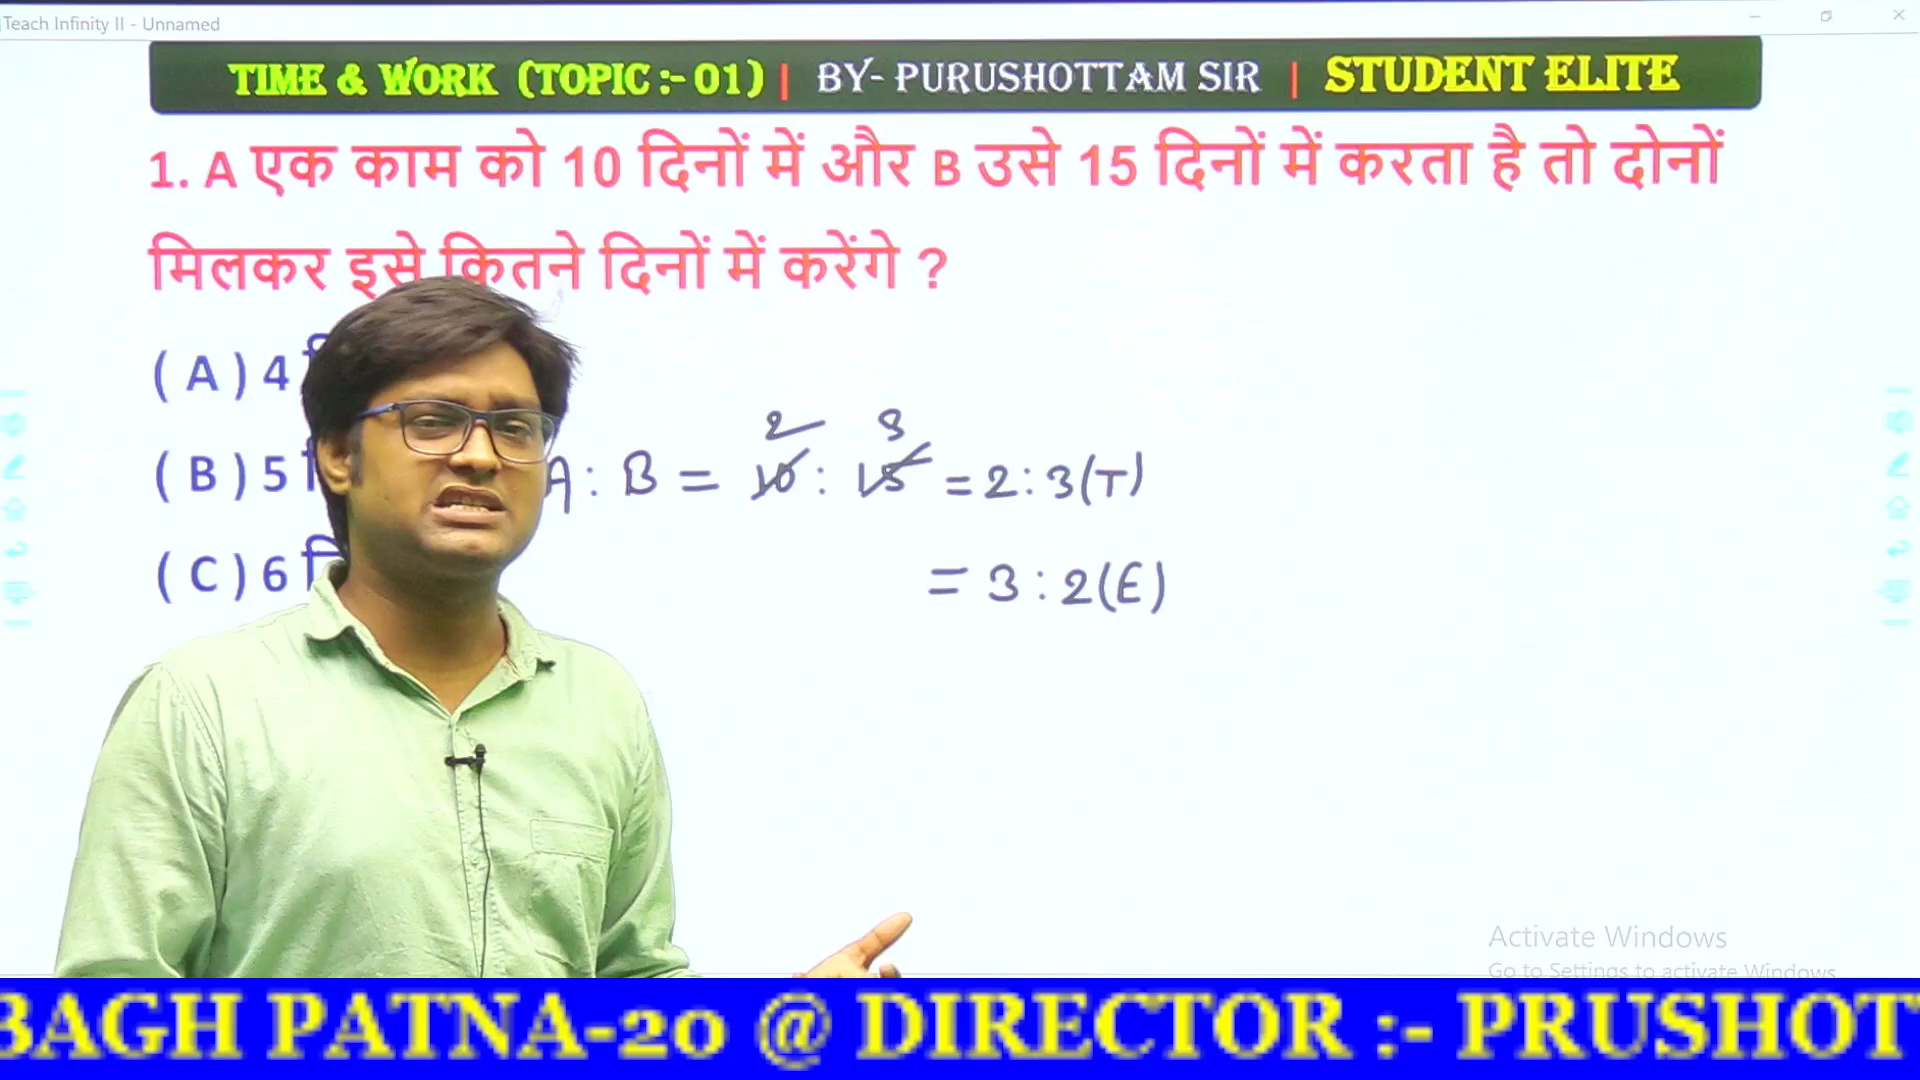 Teach Infinity II - Unnamed
TIME & WORK (TOPIC :- 01) | BY- PURUSHOTTAM SIR | STUDENT ELITE
1. A एक काम को 10 दिनों में और B उसे 15 दिनों में करता है तो दोनों
मिलकर इसे कितने दिनों में करेंगे ?
( A ) 4
( B ) 5
( C ) 6
2 3
A : B = 10 : 15 = 2 : 3 (T)
= 3 : 2 (E)
Activate Windows
Go to Settings to activate Windows
BAGH PATNA-20 @ DIRECTOR :- PRUSHOT